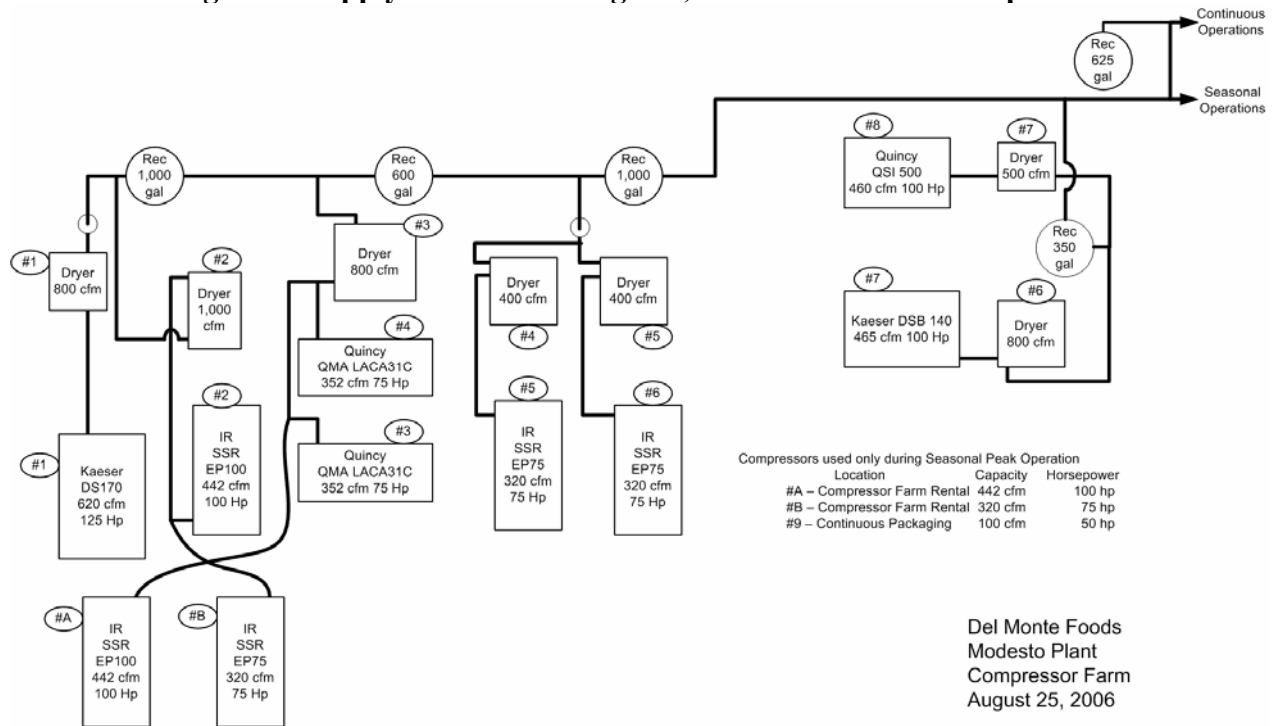 Continuous
Operations
Rec
625
gal
Seasonal
Operations
#8
Quincy
QSI 500
460 cfm 100 Hp
#7
Dryer
500 cfm
Rec
1,000
gal
Rec
600
gal
Rec
1,000
gal
Rec
350
gal
#1
Dryer
800 cfm
#2
Dryer
1,000
cfm
#3
Dryer
800 cfm
Dryer
400 cfm
#4
Dryer
400 cfm
#5
#7
Kaeser DSB 140
465 cfm 100 Hp
#6
Dryer
800 cfm
#4
Quincy
QMA LACA31C
352 cfm 75 Hp
#1
Kaeser
DS170
620 cfm
125 Hp
#2
IR
SSR
EP100
442 cfm
100 Hp
#3
Quincy
QMA LACA31C
352 cfm 75 Hp
#5
IR
SSR
EP75
320 cfm
75 Hp
#6
IR
SSR
EP75
320 cfm
75 Hp
Compressors used only during Seasonal Peak Operation
Location Capacity Horsepower
#A – Compressor Farm Rental 442 cfm 100 hp
#B – Compressor Farm Rental 320 cfm 75 hp
#9 – Continuous Packaging 100 cfm 50 hp
#A
IR
SSR
EP100
442 cfm
100 Hp
#B
IR
SSR
EP75
320 cfm
75 Hp
Del Monte Foods
Modesto Plant
Compressor Farm
August 25, 2006